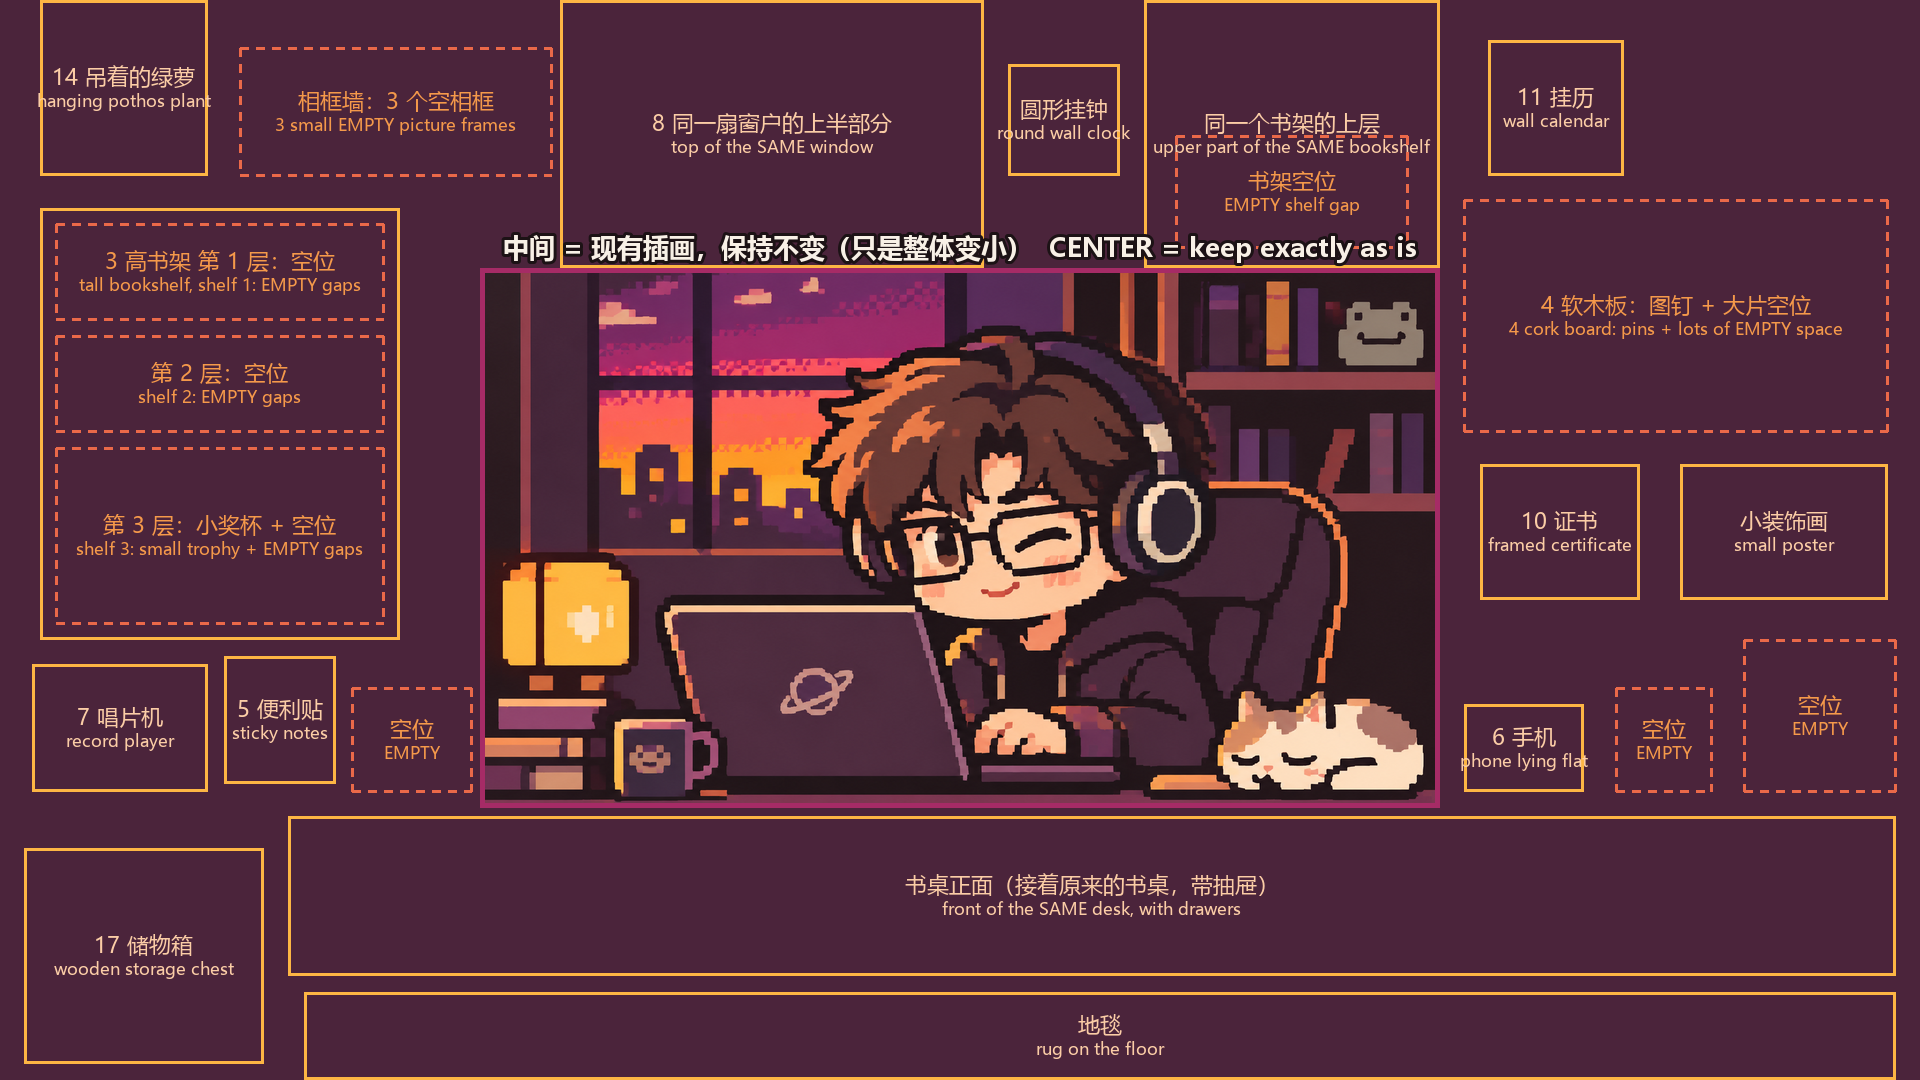 14 吊着的绿萝
hanging pothos plant
相框墙：3 个空相框
3 small EMPTY picture frames
8 同一扇窗户的上半部分
top of the SAME window
圆形挂钟
round wall clock
同一个书架的上层
upper part of the SAME bookshelf
书架空位
EMPTY shelf gap
11 挂历
wall calendar
中间 = 现有插画，保持不变（只是整体变小） CENTER = keep exactly as is
3 高书架 第 1 层：空位
tall bookshelf, shelf 1: EMPTY gaps
第 2 层：空位
shelf 2: EMPTY gaps
第 3 层：小奖杯 + 空位
shelf 3: small trophy + EMPTY gaps
4 软木板：图钉 + 大片空位
4 cork board: pins + lots of EMPTY space
10 证书
framed certificate
小装饰画
small poster
7 唱片机
record player
5 便利贴
sticky notes
空位
EMPTY
6 手机
phone lying flat
空位
EMPTY
空位
EMPTY
书桌正面（接着原来的书桌，带抽屉）
front of the SAME desk, with drawers
17 储物箱
wooden storage chest
地毯
rug on the floor